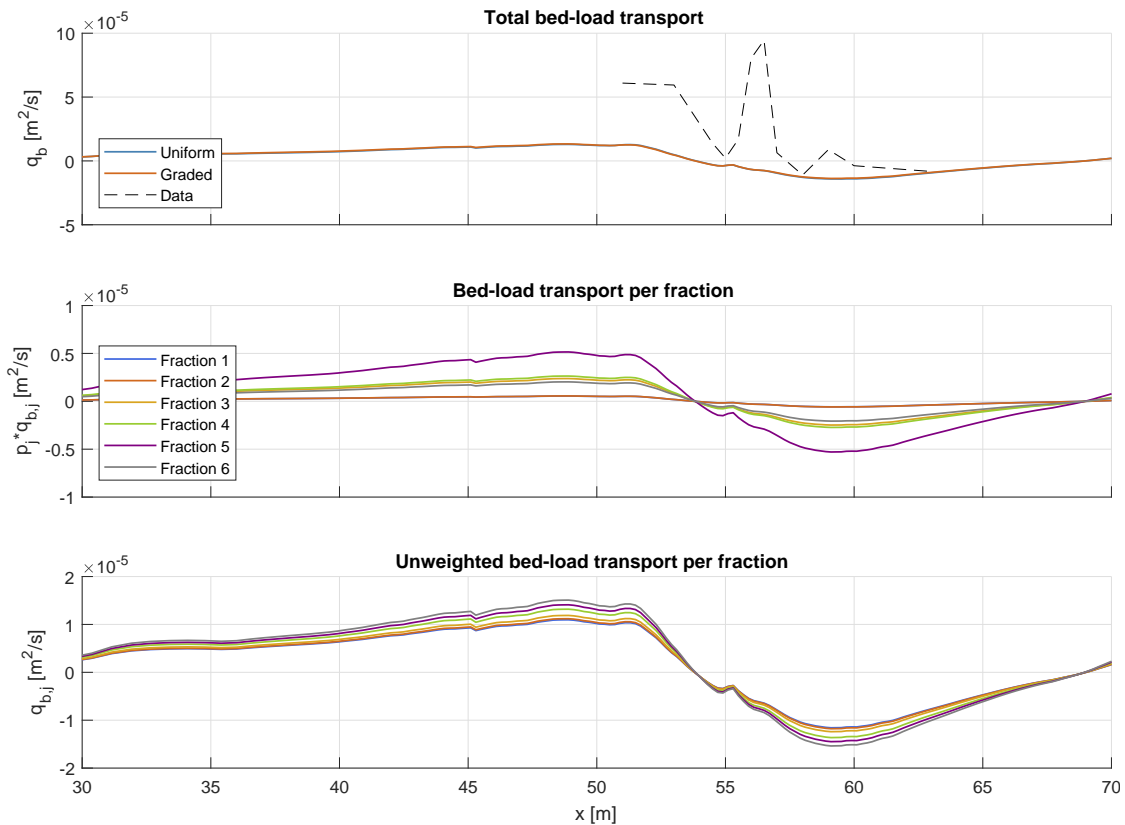 Total bed-load transport
×10⁻⁵
10
5
0
-5
q_b [m²/s]
Uniform
Graded
Data
Bed-load transport per fraction
×10⁻⁵
1
0.5
0
-0.5
-1
p_j*q_b,j [m²/s]
Fraction 1
Fraction 2
Fraction 3
Fraction 4
Fraction 5
Fraction 6
Unweighted bed-load transport per fraction
×10⁻⁵
2
1
0
-1
-2
q_b,j [m²/s]
30 35 40 45 50 55 60 65 70
x [m]